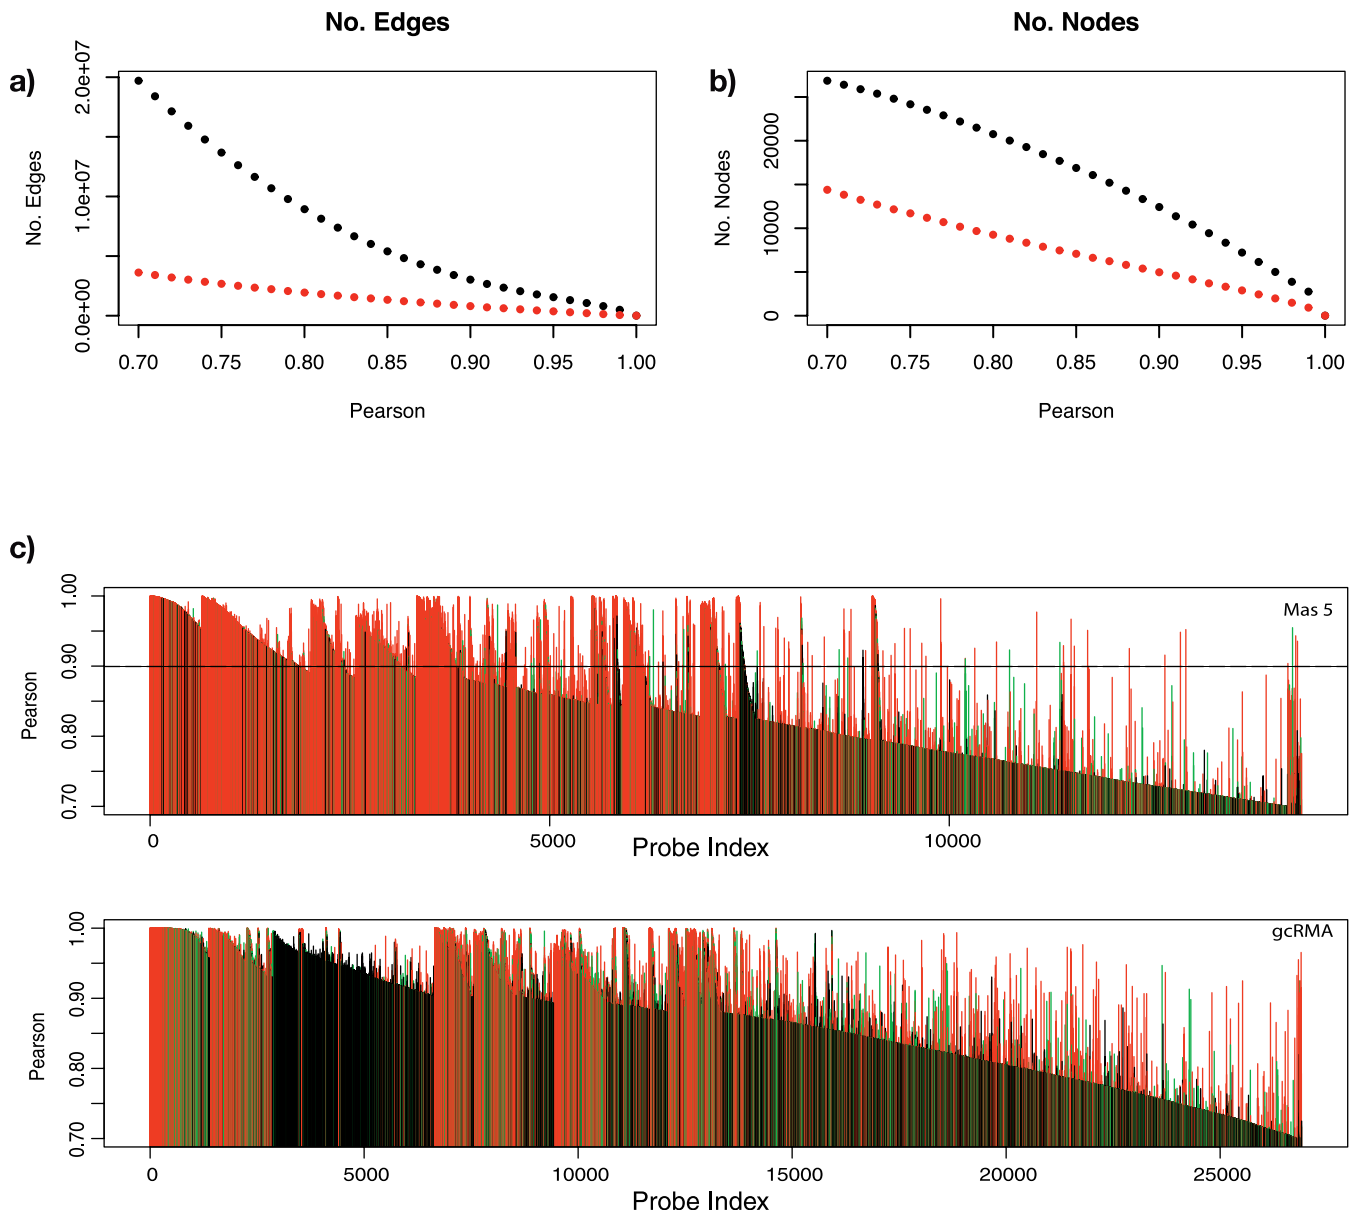 No. Edges
No. Nodes
a)
b)
No. Edges
0.0e+00 1.0e+07 2.0e+07
0.70 0.75 0.80 0.85 0.90 0.95 1.00
Pearson
No. Nodes
0 10000 20000
0.70 0.75 0.80 0.85 0.90 0.95 1.00
Pearson
c)
Mas 5
Pearson
0.70 0.80 0.90 1.00
0 5000 10000
Probe Index
gcRMA
Pearson
0.70 0.80 0.90 1.00
0 5000 10000 15000 20000 25000
Probe Index